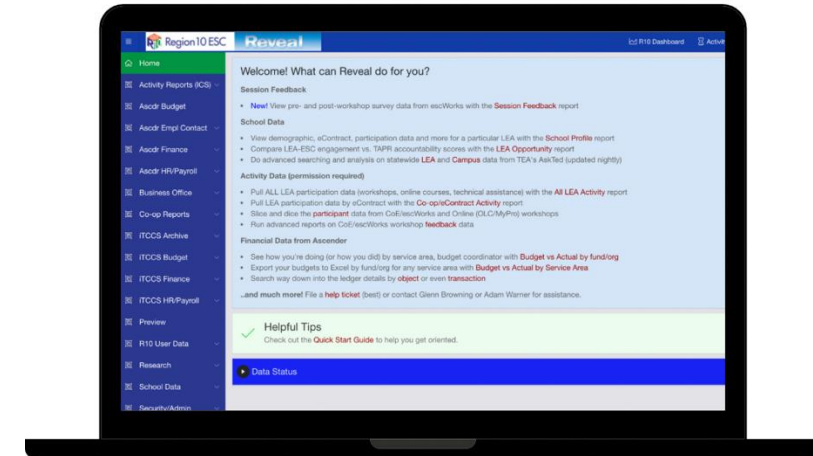 Region 10 ESC
Reveal
R10 Dashboard
Activit
Home
Activity Reports (ICS)
Ascdr Budget
Ascdr Empl Contact
Ascdr Finance
Ascdr HR/Payroll
Business Office
Co-op Reports
iTCCS Archive
iTCCS Budget
iTCCS Finance
iTCCS HR/Payroll
Preview
R10 User Data
Research
School Data
Security/Admin
Welcome! What can Reveal do for you?
Session Feedback
• New! View pre- and post-workshop survey data from escWorks with the Session Feedback report
School Data
• View demographic, eContract, participation data and more for a particular LEA with the School Profile report
• Compare LEA-ESC engagement vs. TAPR accountability scores with the LEA Opportunity report
• Do advanced searching and analysis on statewide LEA and Campus data from TEA's AskTed (updated nightly)
Activity Data (permission required)
• Pull ALL LEA participation data (workshops, online courses, technical assistance) with the All LEA Activity report
• Pull LEA participation data by eContract with the Co-op/eContract Activity report
• Slice and dice the participant data from CoE/escWorks and Online (OLC/MyPro) workshops
• Run advanced reports on CoE/escWorks workshop feedback data
Financial Data from Ascender
• See how you're doing (or how you did) by service area, budget coordinator with Budget vs Actual by fund/org
• Export your budgets to Excel by fund/org for any service area with Budget vs Actual by Service Area
• Search way down into the ledger details by object or even transaction
...and much more! File a help ticket (best) or contact Glenn Browning or Adam Warner for assistance.
Helpful Tips
Check out the Quick Start Guide to help you get oriented.
Data Status